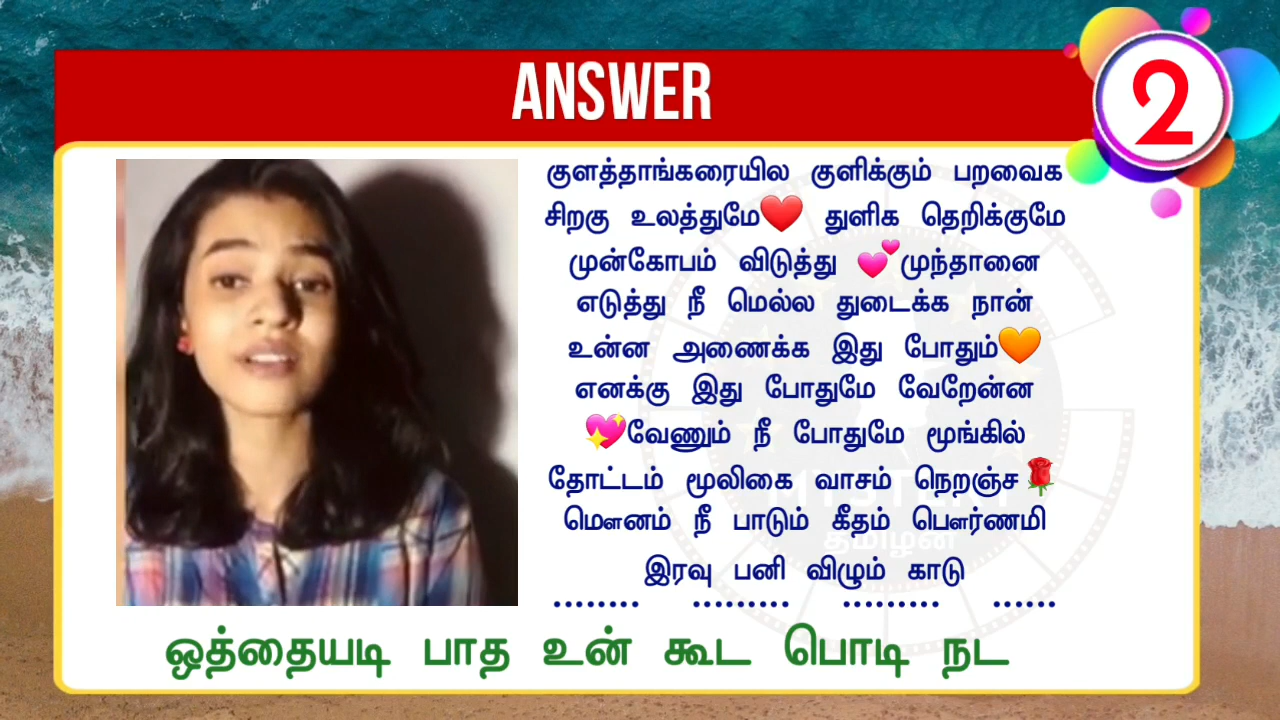 ANSWER
2
குளத்தாங்கரையில குளிக்கும் பறவைக
சிறகு உலத்துமே❤️ துளிக தெறிக்குமே
முன்கோபம் விடுத்து 💕முந்தானை
எடுத்து நீ மெல்ல துடைக்க நான்
உன்ன அணைக்க இது போதும்🧡
எனக்கு இது போதுமே வேறேன்ன
💖வேணும் நீ போதுமே மூங்கில்
தோட்டம் மூலிகை வாசம் நெறஞ்ச🌹
மௌனம் நீ பாடும் கீதம் பௌர்ணமி
இரவு பனி விழும் காடு
........ ......... ......... ......
ஒத்தையடி பாத உன் கூட பொடி நட